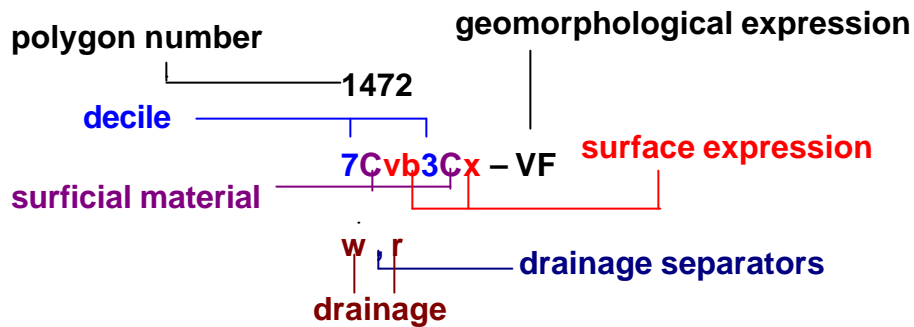 geomorphological expression
polygon number
1472
decile
7Cvb3Cx – VF
surface expression
surficial material
w , r
drainage separators
drainage